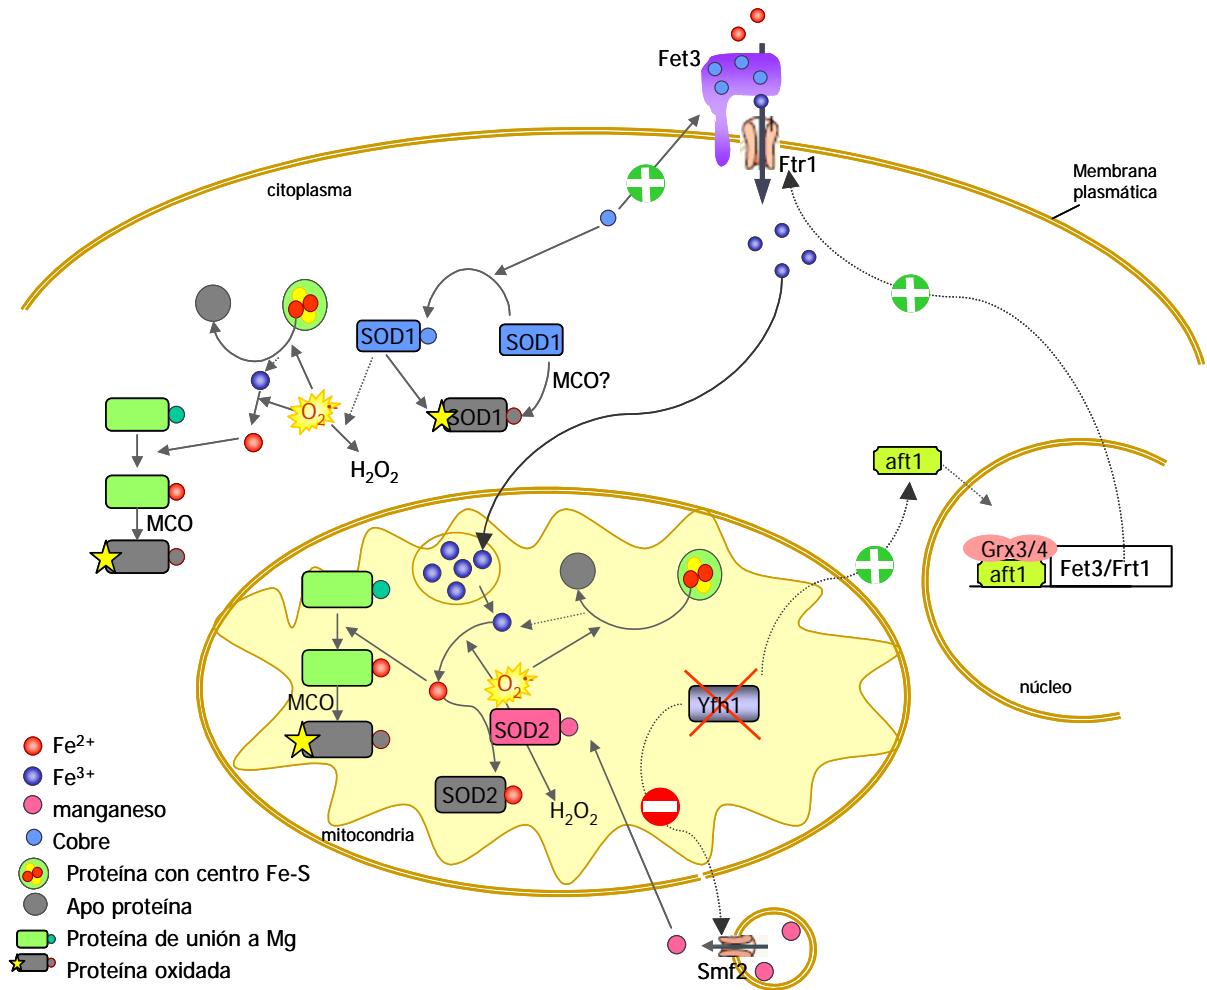 Fet3
Ftr1
Membrana
plasmática
citoplasma
SOD1
SOD1
MCO?
SOD1
O₂•−
H₂O₂
MCO
aft1
Grx3/4
aft1
Fet3/Frt1
núcleo
MCO
O₂•−
SOD2
SOD2
H₂O₂
Yfh1
mitocondria
Smf2
Fe²⁺
Fe³⁺
manganeso
Cobre
Proteína con centro Fe-S
Apo proteína
Proteína de unión a Mg
Proteína oxidada